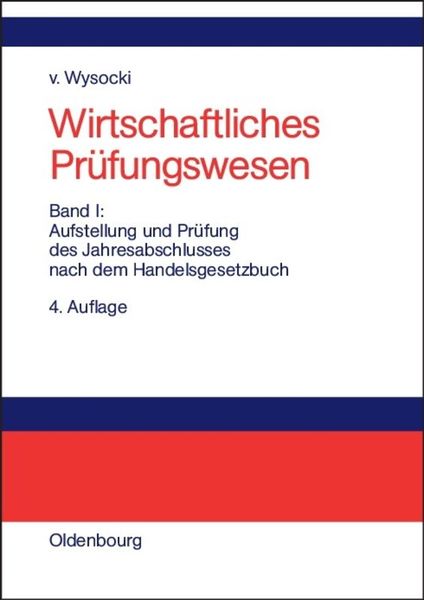 v. Wysocki
Wirtschaftliches
Prüfungswesen
Band I:
Aufstellung und Prüfung
des Jahresabschlusses
nach dem Handelsgesetzbuch
4. Auflage
Oldenbourg